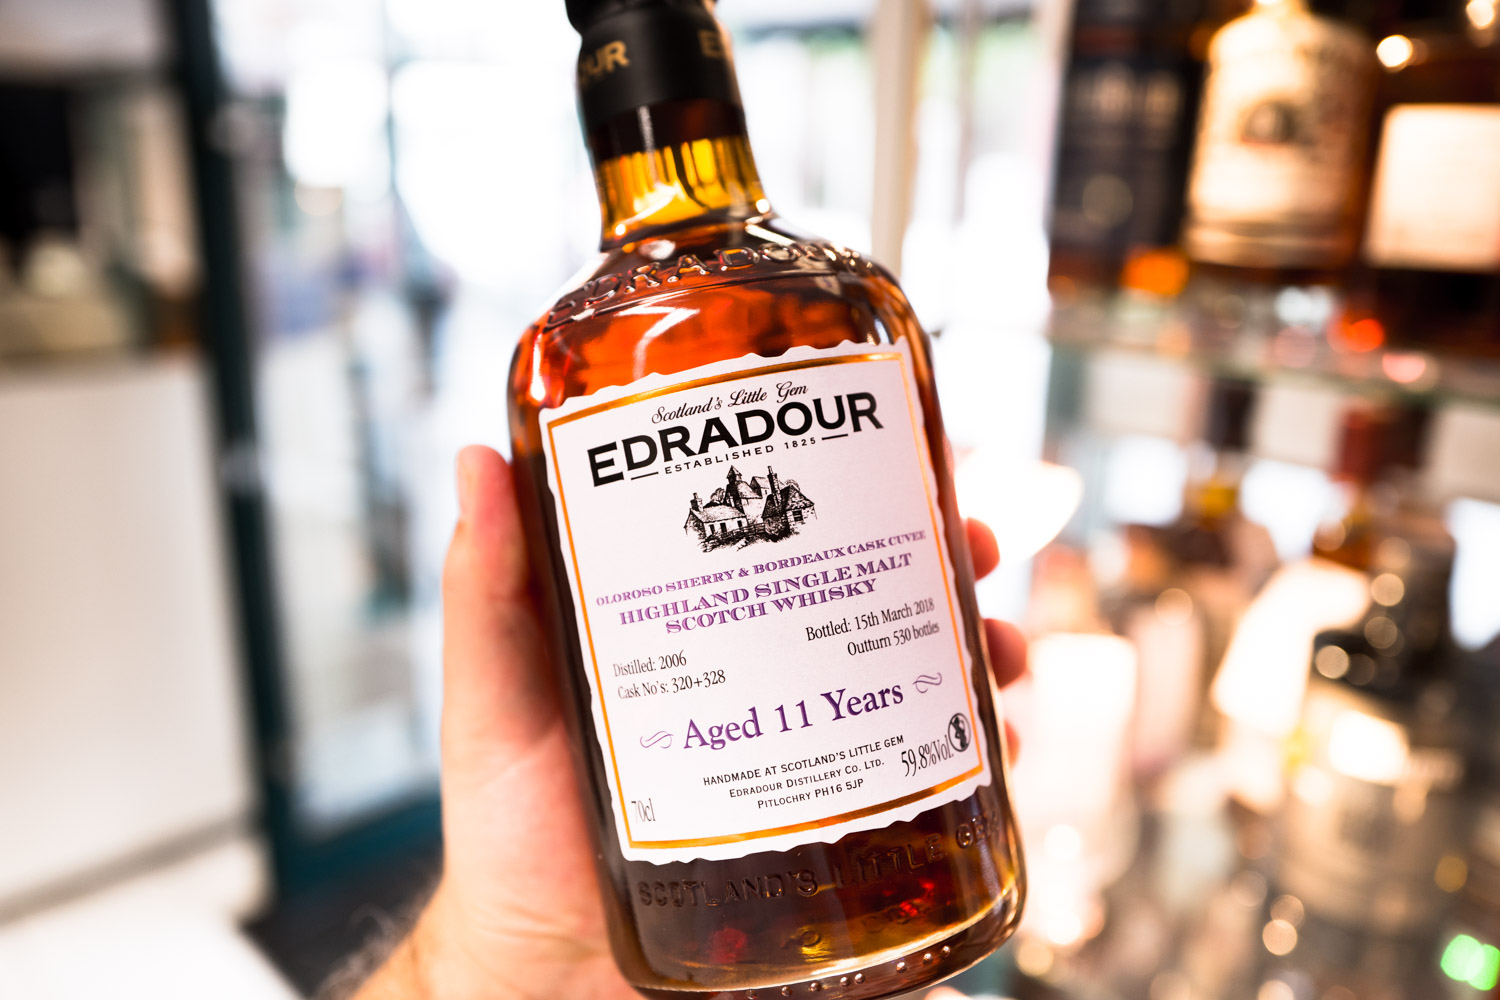 OUR
EDRADOUR
Scotland's Little Gem
EDRADOUR
ESTABLISHED 1825
OLOROSO SHERRY & BORDEAUX CASK CUVEE
HIGHLAND SINGLE MALT
SCOTCH WHISKY
Bottled: 15th March 2018
Outturn 530 bottles
Distilled: 2006
Cask No's: 320+328
Aged 11 Years
HANDMADE AT SCOTLAND'S LITTLE GEM
EDRADOUR DISTILLERY CO. LTD.
PITLOCHRY PH16 5JP
59.8%Vol.
70cl
SCOTLAND'S LITTLE GEM